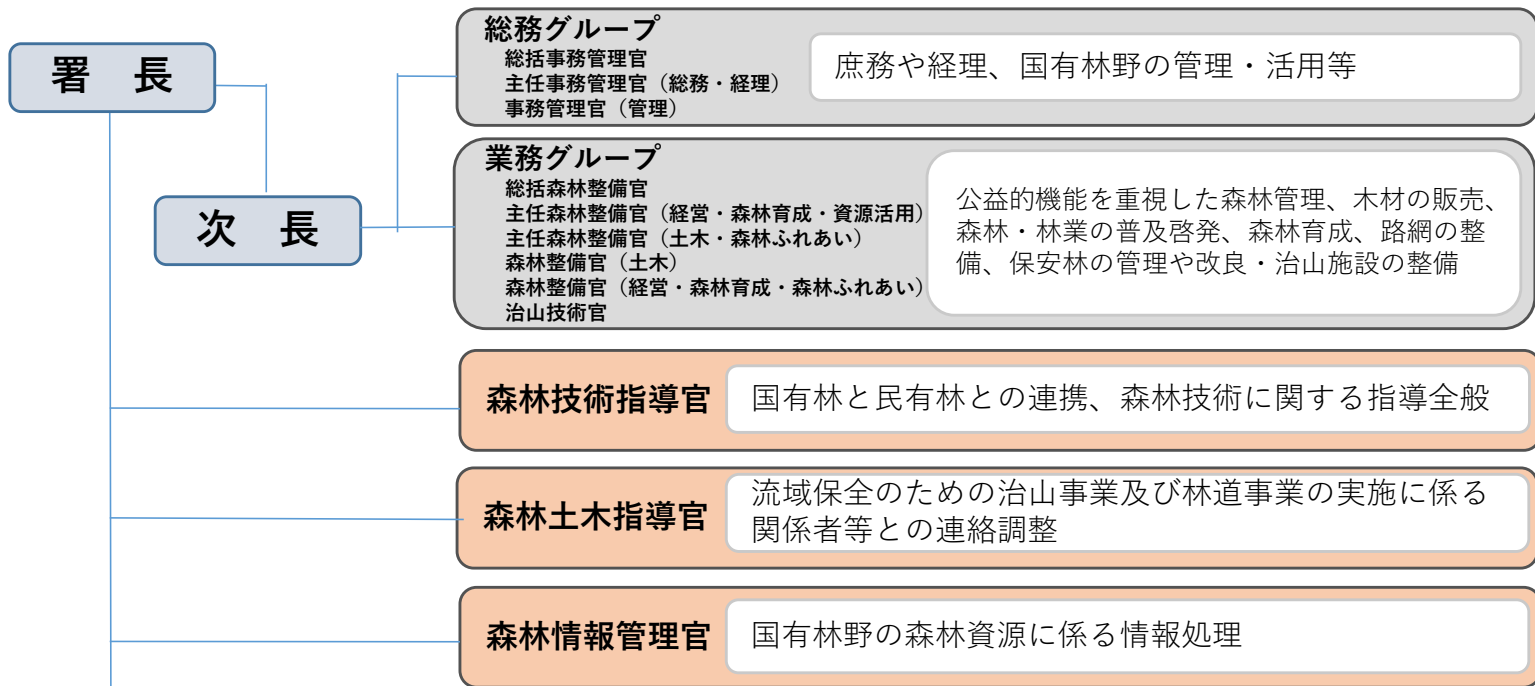 署　長
次　長
総務グループ
総括事務管理官
主任事務管理官（総務・経理）
事務管理官（管理）
庶務や経理、国有林野の管理・活用等
業務グループ
総括森林整備官
主任森林整備官（経営・森林育成・資源活用）
主任森林整備官（土木・森林ふれあい）
森林整備官（土木）
森林整備官（経営・森林育成・森林ふれあい）
治山技術官
公益的機能を重視した森林管理、木材の販売、
森林・林業の普及啓発、森林育成、路網の整
備、保安林の管理や改良・治山施設の整備
森林技術指導官
国有林と民有林との連携、森林技術に関する指導全般
森林土木指導官
流域保全のための治山事業及び林道事業の実施に係る
関係者等との連絡調整
森林情報管理官
国有林野の森林資源に係る情報処理